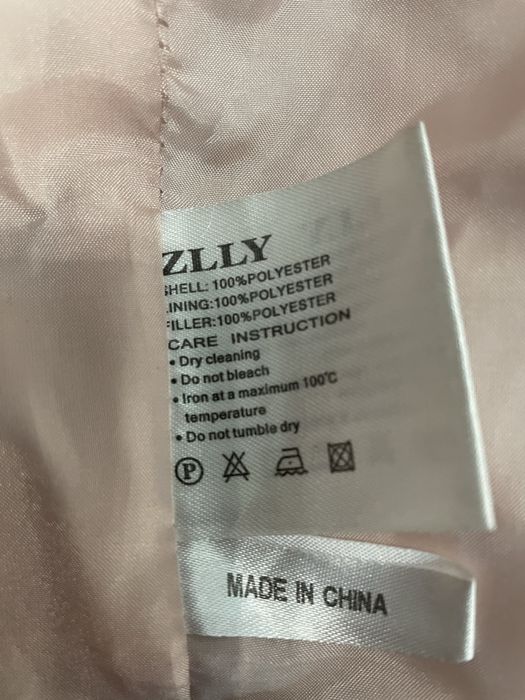 ZLLY
SHELL: 100%POLYESTER
LINING:100%POLYESTER
FILLER:100%POLYESTER
CARE INSTRUCTION
• Dry cleaning
• Do not bleach
• Iron at a maximum 100°C
temperature
• Do not tumble dry
P
MADE IN CHINA